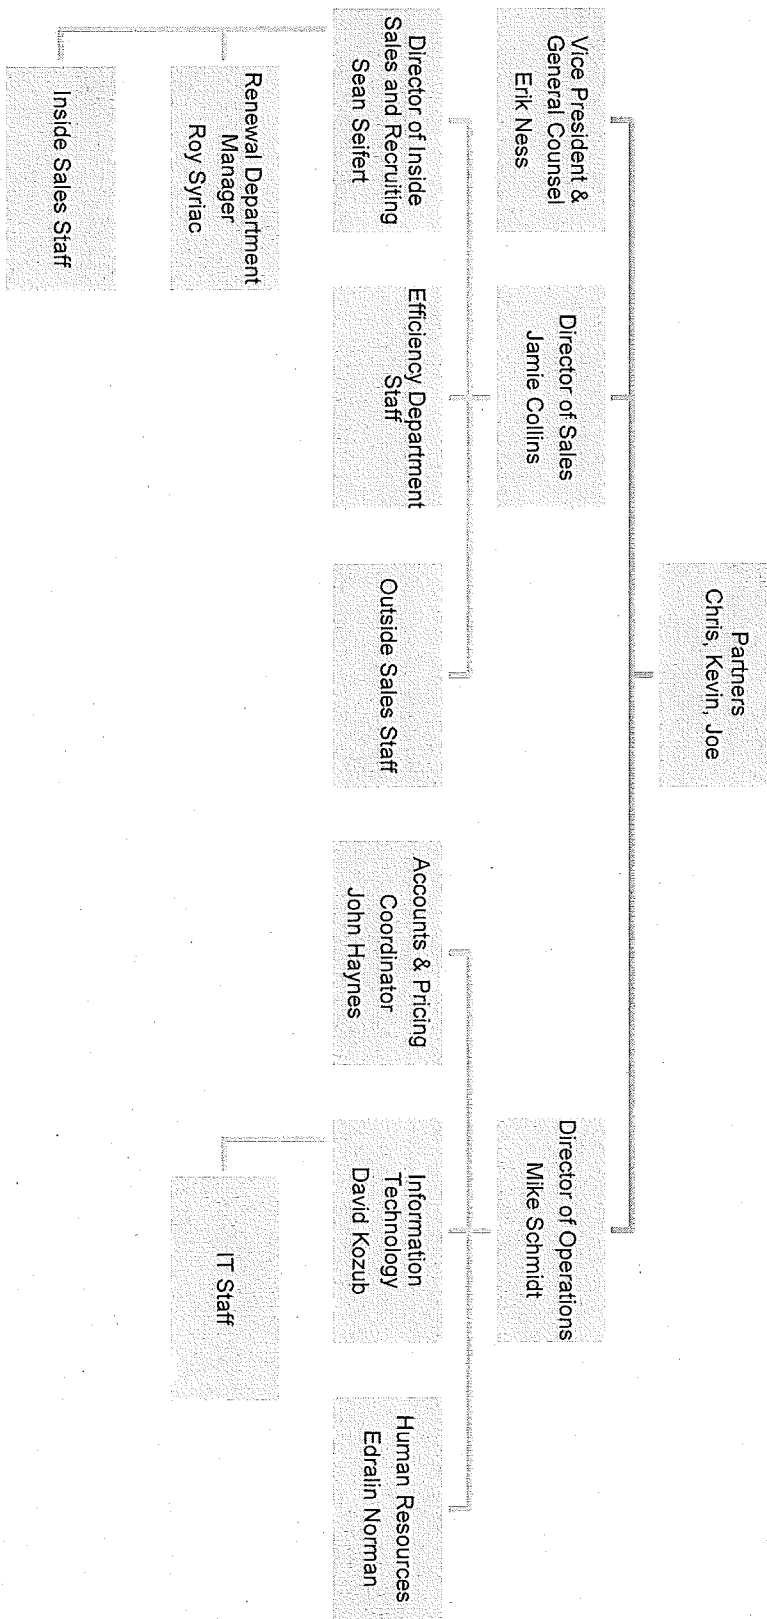 Partners
Chris, Kevin, Joe
Vice President &
General Counsel
Erik Ness
Director of Sales
Jamie Collins
Director of Operations
Mike Schmidt
Director of Inside
Sales and Recruiting
Sean Seifert
Efficiency Department
Staff
Outside Sales Staff
Accounts & Pricing
Coordinator
John Haynes
Information
Technology
David Kozub
Human Resources
Edralin Norman
Renewal Department
Manager
Roy Syriac
IT Staff
Inside Sales Staff